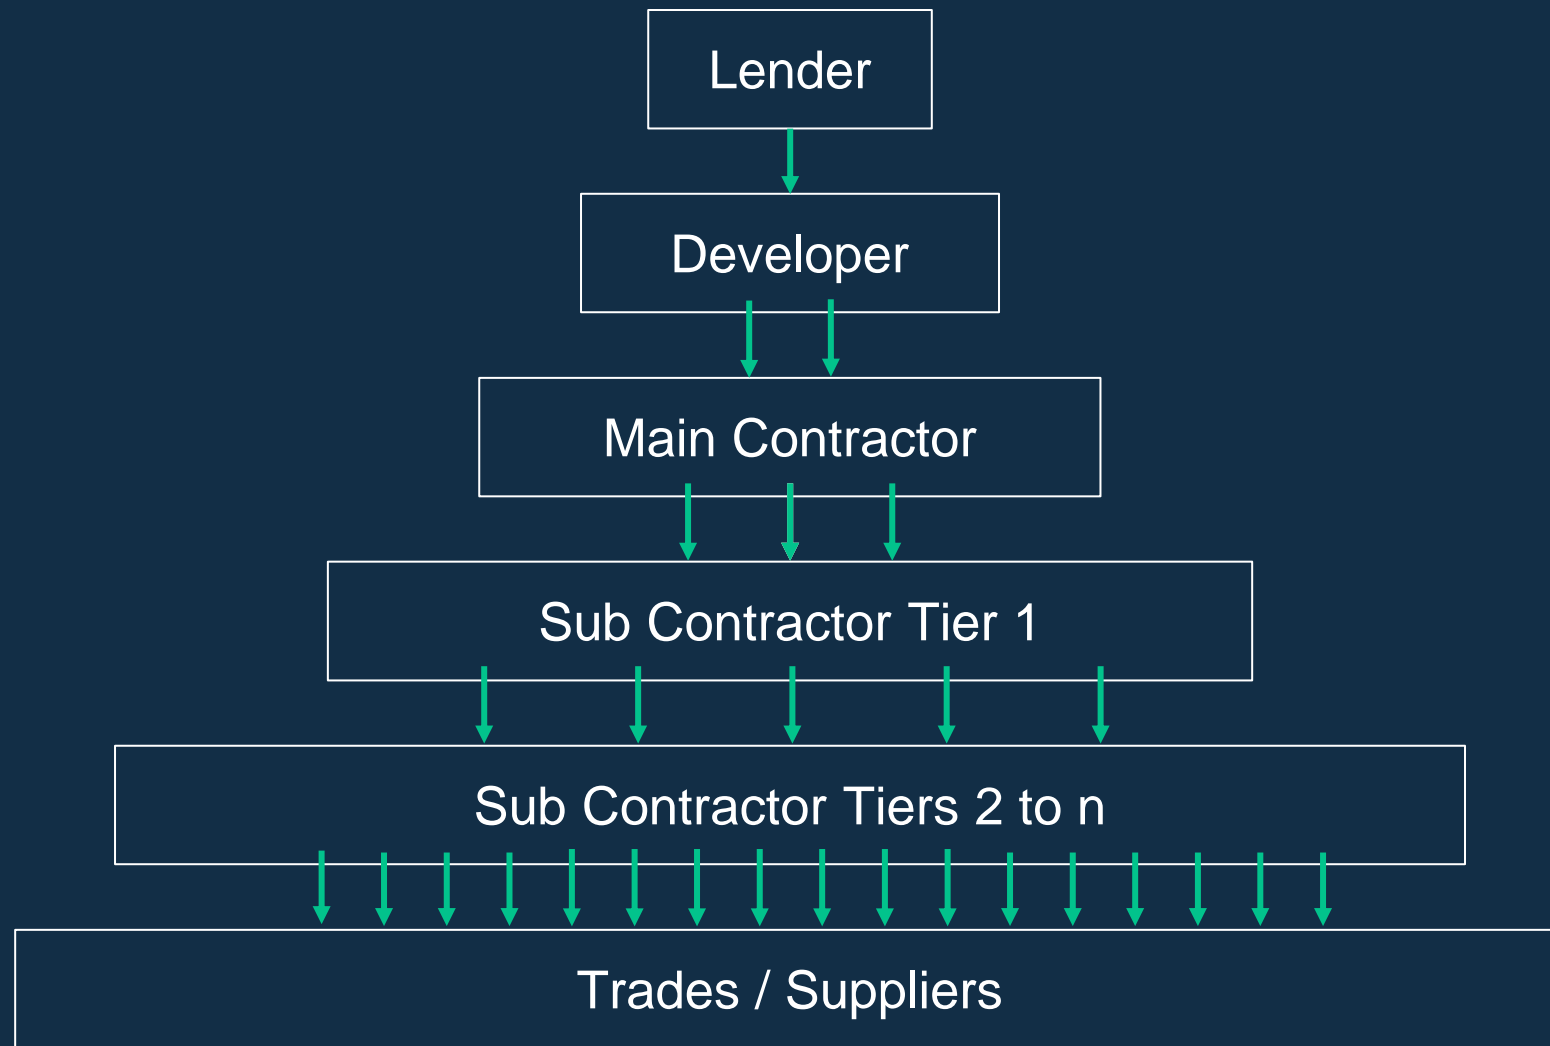 Lender
Developer
Main Contractor
Sub Contractor Tier 1
Sub Contractor Tiers 2 to n
Trades / Suppliers